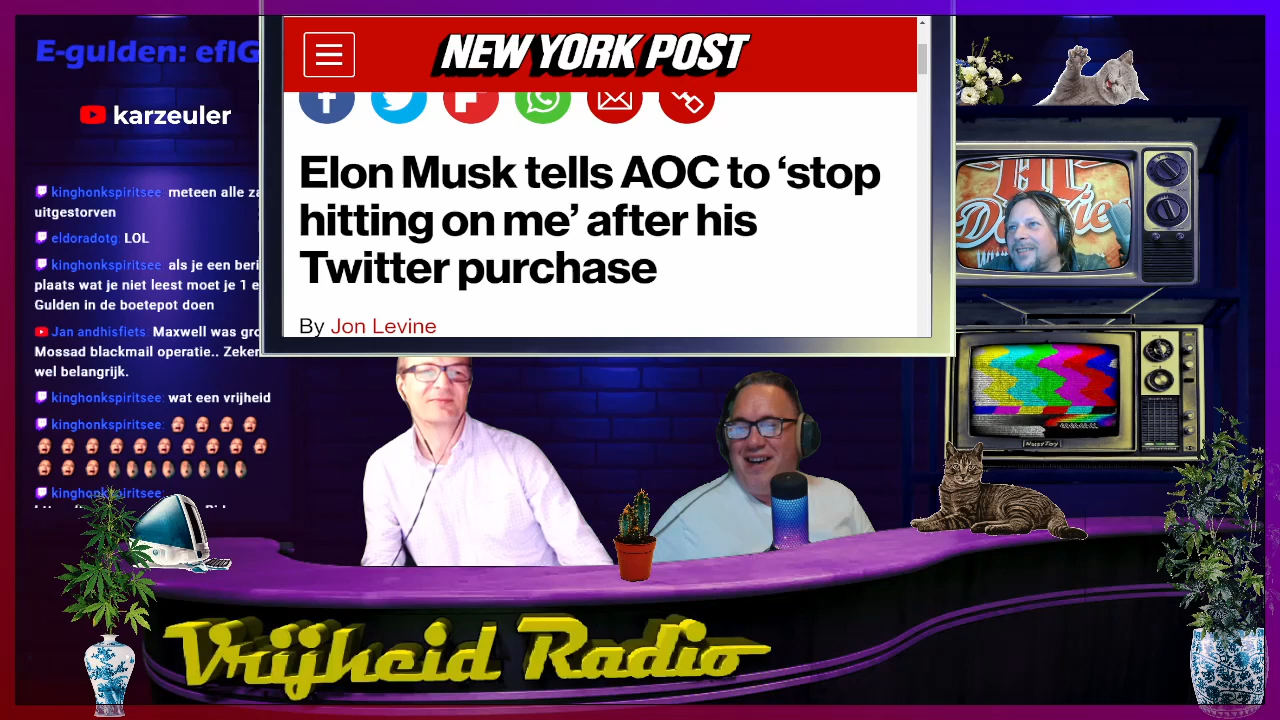 E-gulden: eflG
karzeuler
kinghonkspiritsee: meteen alle za
uitgestorven
eldoradotg: LOL
kinghonkspiritsee: als je een beri
plaats wat je niet leest moet je 1 e
Gulden in de boetepot doen
Jan andhisfiets: Maxwell was gro
Mossad blackmail operatie.. Zeker
wel belangrijk.
kinghonkspiritsee: wat een vrijheid
kinghonkspiritsee:
kinghonkspiritsee:
NEW YORK POST
Elon Musk tells AOC to ‘stop
hitting on me’ after his
Twitter purchase
By Jon Levine
Vrijheid Radio